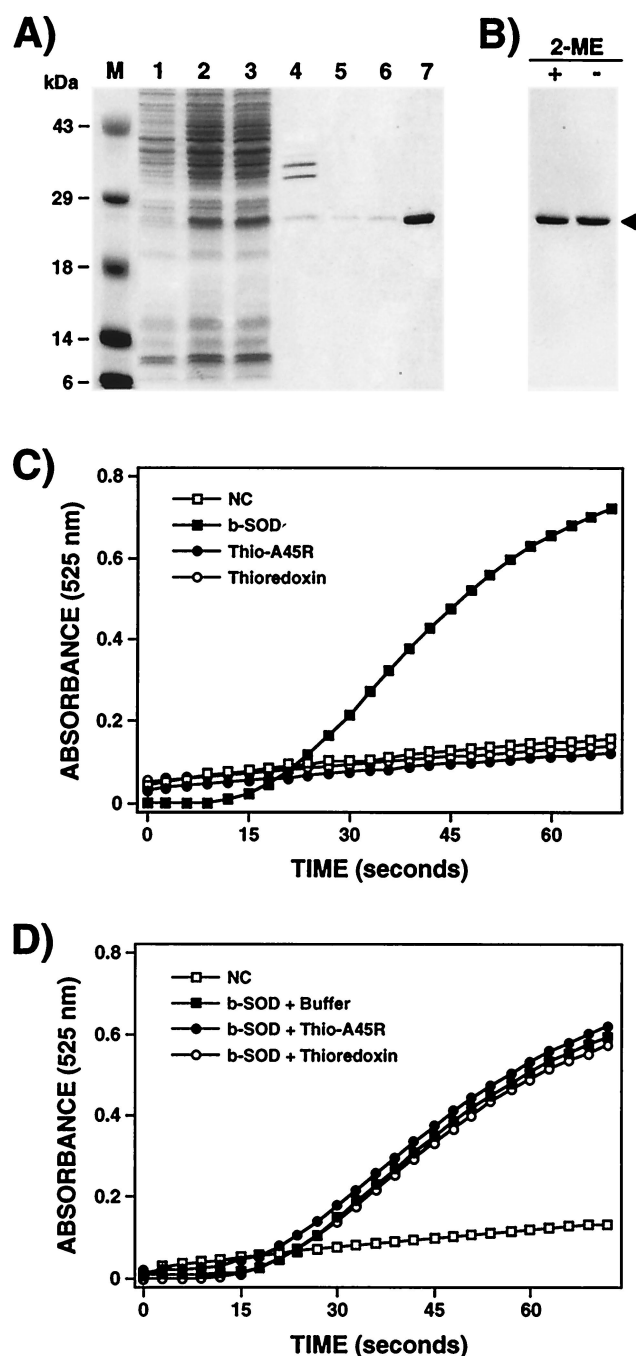 A)
B)
2-ME
M 1 2 3 4 5 6 7
+ -
kDa
43
29
18
14
6
C)
0.8
0.6
0.4
0.2
0
ABSORBANCE (525 nm)
NC
b-SOD
Thio-A45R
Thioredoxin
0 15 30 45 60
TIME (seconds)
D)
0.8
0.6
0.4
0.2
0
ABSORBANCE (525 nm)
NC
b-SOD + Buffer
b-SOD + Thio-A45R
b-SOD + Thioredoxin
0 15 30 45 60
TIME (seconds)